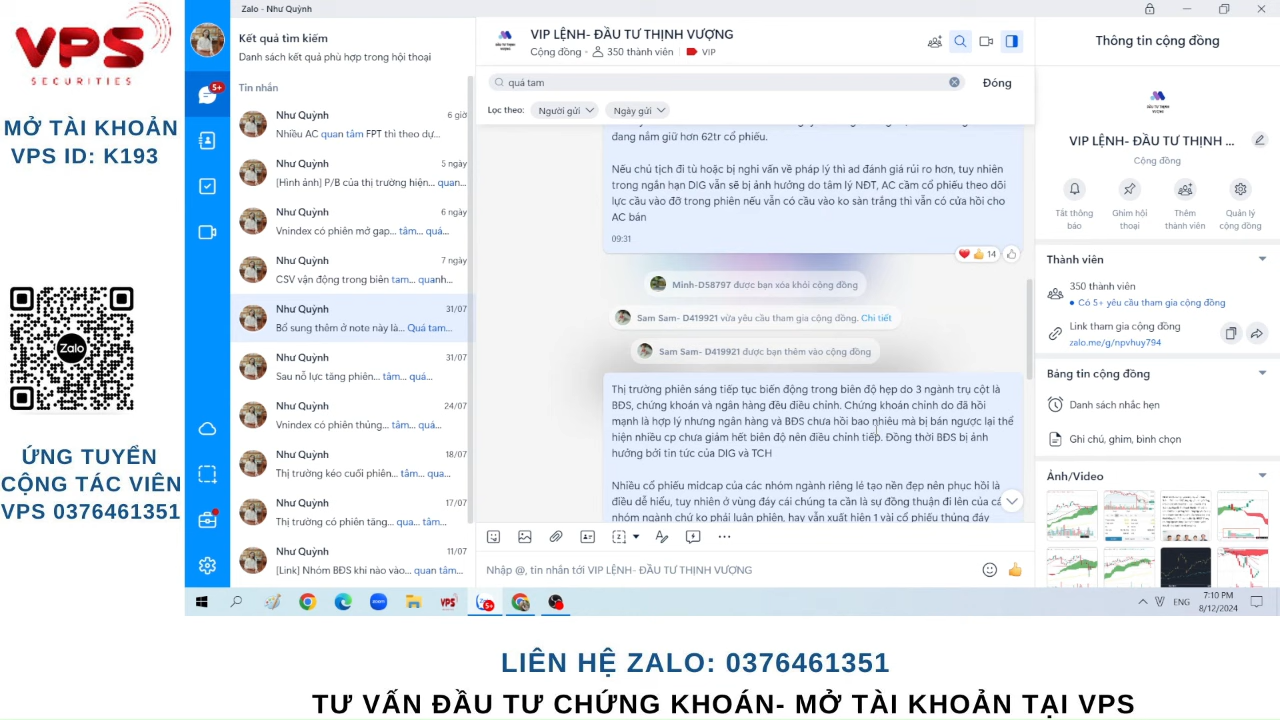 VPS
SECURITIES
MỞ TÀI KHOẢN
VPS ID: K193
Zalo
ỨNG TUYỂN
CỘNG TÁC VIÊN
VPS 0376461351
Zalo - Như Quỳnh
5+
Kết quả tìm kiếm
Danh sách kết quả phù hợp trong hội thoại
Tin nhắn
Như Quỳnh 6 giờ
Nhiều AC quan tâm FPT thì theo dự...
Như Quỳnh 5 ngày
[Hình ảnh] P/B của thị trường hiện... quan...
Như Quỳnh 6 ngày
Vnindex có phiên mở gap... tâm... quá...
Như Quỳnh 7 ngày
CSV vận động trong biên tam... quanh...
Như Quỳnh 31/07
Bổ sung thêm ở note này là... Quá tam...
Như Quỳnh 31/07
Sau nỗ lực tăng phiên... tâm... quá...
Như Quỳnh 24/07
Vnindex có phiên thủng... tâm... quá...
Như Quỳnh 18/07
Thị trường kéo cuối phiên... tâm... qua...
Như Quỳnh 17/07
Thị trường có phiên tăng... qua... tâm...
Như Quỳnh 11/07
[Link] Nhóm BĐS khi nào vào... quan tâm...
VIP LỆNH- ĐẦU TƯ THỊNH VƯỢNG
Cộng đồng - 350 thành viên VIP
quá tam
Đóng
Lọc theo: Người gửi Ngày gửi
đang nắm giữ hơn 62tr cổ phiếu.
Nếu chủ tịch đi tù hoặc bị nghi vấn về pháp lý thì ad đánh giá rủi ro hơn, tuy nhiên
trong ngắn hạn DIG vẫn sẽ bị ảnh hưởng do tâm lý NĐT, AC cầm cổ phiếu theo dõi
lực cầu vào đỡ trong phiên nếu vẫn có cầu vào ko sàn trắng thì vẫn có cửa hồi cho
AC bán
09:31
14
Minh-D58797 được bạn xóa khỏi cộng đồng
Sam Sam- D419921 vừa yêu cầu tham gia cộng đồng. Chi tiết
Sam Sam- D419921 được bạn thêm vào cộng đồng
Thị trường phiên sáng tiếp tục biến động trong biên độ hẹp do 3 ngành trụ cột là
BĐS, chứng khoán và ngân hàng đều điều chỉnh. Chứng khoán chỉnh do đã hồi
mạnh là hợp lý nhưng ngân hàng và BĐS chưa hồi bao nhiêu mà bị bán ngược lại thể
hiện nhiều cp chưa giảm hết biên độ nên điều chỉnh tiếp. Đồng thời BĐS bị ảnh
hưởng bởi tin tức của DIG và TCH
Nhiều cổ phiếu midcap của các nhóm ngành riêng lẻ tạo nền đẹp nên phục hồi là
điều dễ hiểu, tuy nhiên ở vùng đáy cái chúng ta cần là sự đồng thuận đi lên của cá
nhóm ngành chứ ko phải luân phiên, hay vẫn xuất hiện 1 vài cổ phiếu thủng đáy
Nhập @, tin nhắn tới VIP LỆNH- ĐẦU TƯ THỊNH VƯỢNG
Thông tin cộng đồng
ĐẦU TƯ THỊNH
VƯỢNG
VIP LỆNH- ĐẦU TƯ THỊNH ...
Cộng đồng
Tắt thông báo
Ghim hội thoại
Thêm thành viên
Quản lý cộng đồng
Thành viên
350 thành viên
Có 5+ yêu cầu tham gia cộng đồng
Link tham gia cộng đồng
zalo.me/g/npvhuy794
Bảng tin cộng đồng
Danh sách nhắc hẹn
Ghi chú, ghim, bình chọn
Ảnh/Video
zoom
VPS
5+
ENG
7:10 PM
8/12/2024
LIÊN HỆ ZALO: 0376461351
TƯ VẤN ĐẦU TƯ CHỨNG KHOÁN- MỞ TÀI KHOẢN TẠI VPS